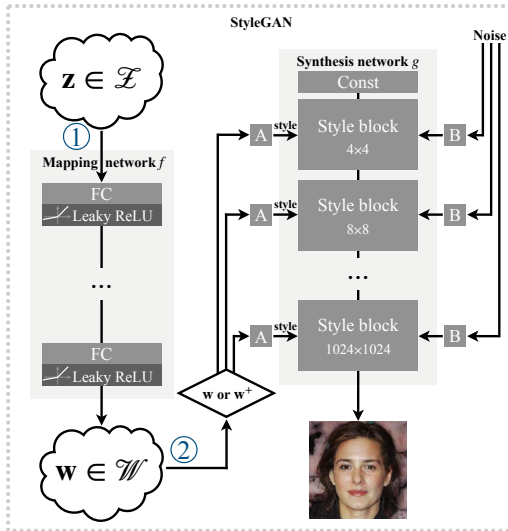 StyleGAN
z ∈ 𝒵
①
Mapping network f
FC
Leaky ReLU
...
FC
Leaky ReLU
w ∈ 𝒲
②
w or w⁺
Synthesis network g
Const
Noise
A
style
Style block
4×4
B
A
style
Style block
8×8
B
...
A
style
Style block
1024×1024
B